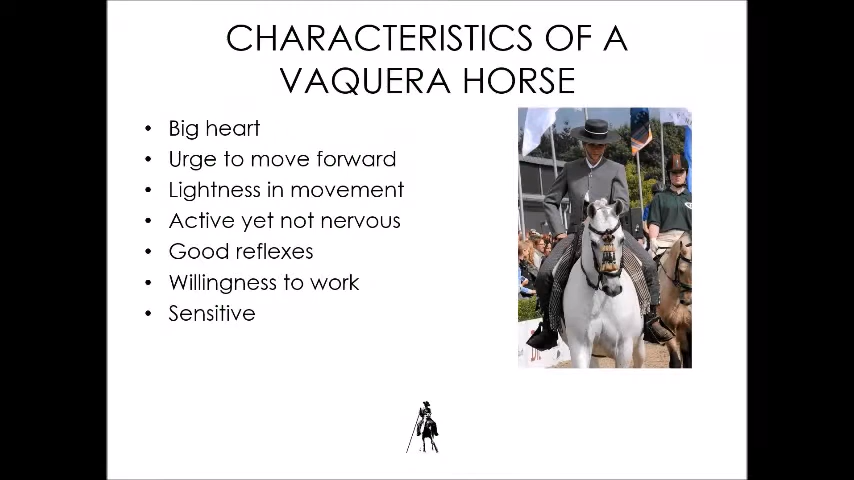 CHARACTERISTICS OF A
VAQUERA HORSE
• Big heart
• Urge to move forward
• Lightness in movement
• Active yet not nervous
• Good reflexes
• Willingness to work
• Sensitive